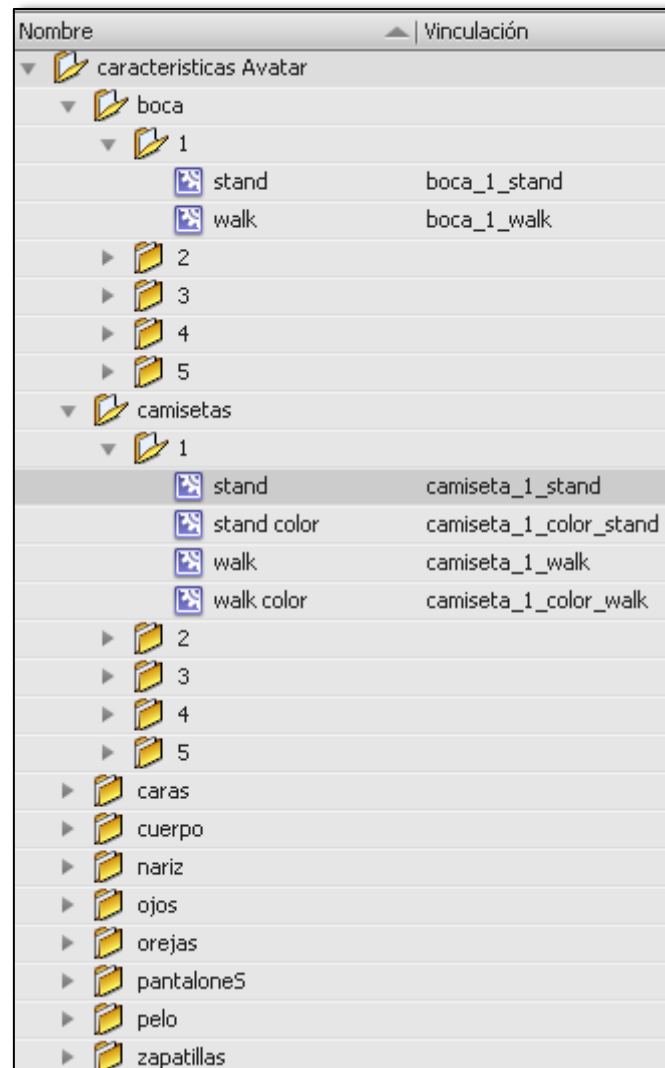 Nombre Vinculación
caracteristicas Avatar
boca
1
stand boca_1_stand
walk boca_1_walk
2
3
4
5
camisetas
1
stand camiseta_1_stand
stand color camiseta_1_color_stand
walk camiseta_1_walk
walk color camiseta_1_color_walk
2
3
4
5
caras
cuerpo
nariz
ojos
orejas
pantaloneS
pelo
zapatillas